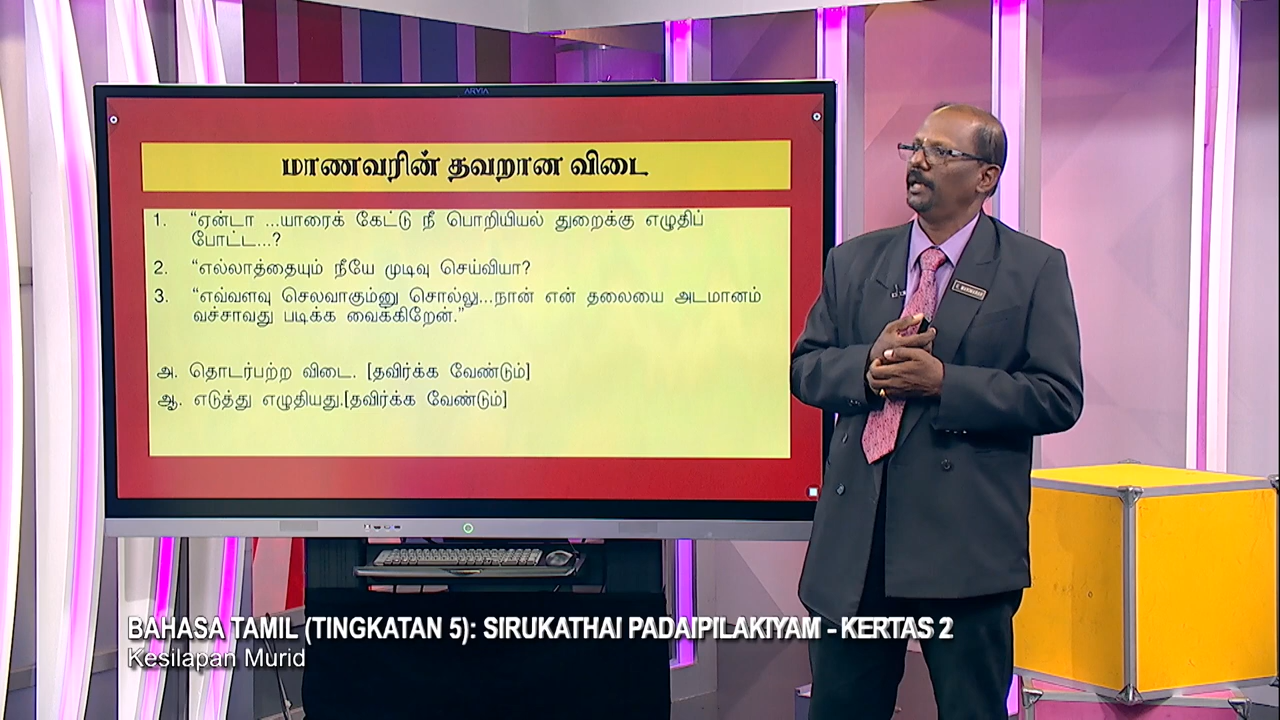 ARVIA
மாணவரின் தவறான விடை
1. “ஏன்டா ...யாரைக் கேட்டு நீ பொறியியல் துறைக்கு எழுதிப்
போட்ட...?
2. “எல்லாத்தையும் நீயே முடிவு செய்வியா?
3. “எவ்வளவு செலவாகும்னு சொல்லு...நான் என் தலையை அடமானம்
வச்சாவது படிக்க வைக்கிறேன்.”
அ. தொடர்பற்ற விடை. [தவிர்க்க வேண்டும்]
ஆ. எடுத்து எழுதியது.[தவிர்க்க வேண்டும்]
BAHASA TAMIL (TINGKATAN 5): SIRUKATHAI PADAIPILAKIYAM - KERTAS 2
Kesilapan Murid